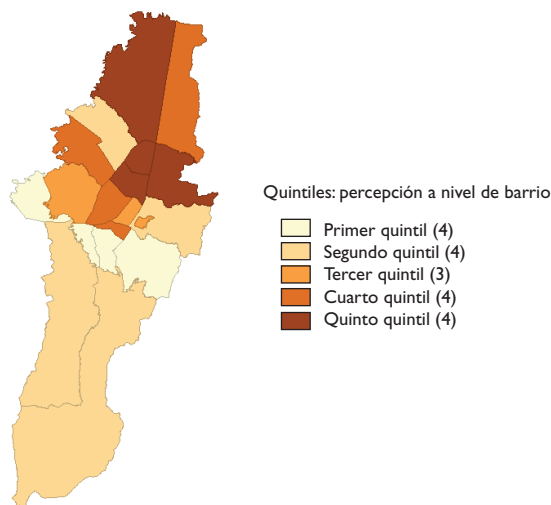 Quintiles: percepción a nivel de barrio
Primer quintil (4)
Segundo quintil (4)
Tercer quintil (3)
Cuarto quintil (4)
Quinto quintil (4)